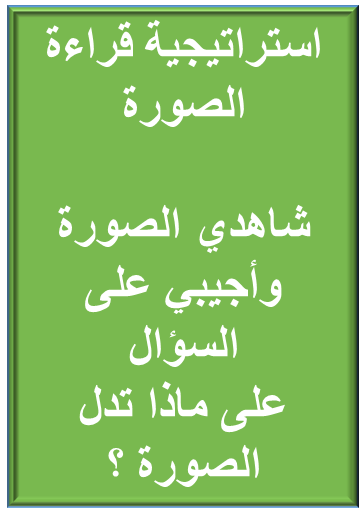 استراتيجية قراءة
الصورة
شاهدي الصورة
وأجيبي على
السؤال
على ماذا تدل
الصورة ؟